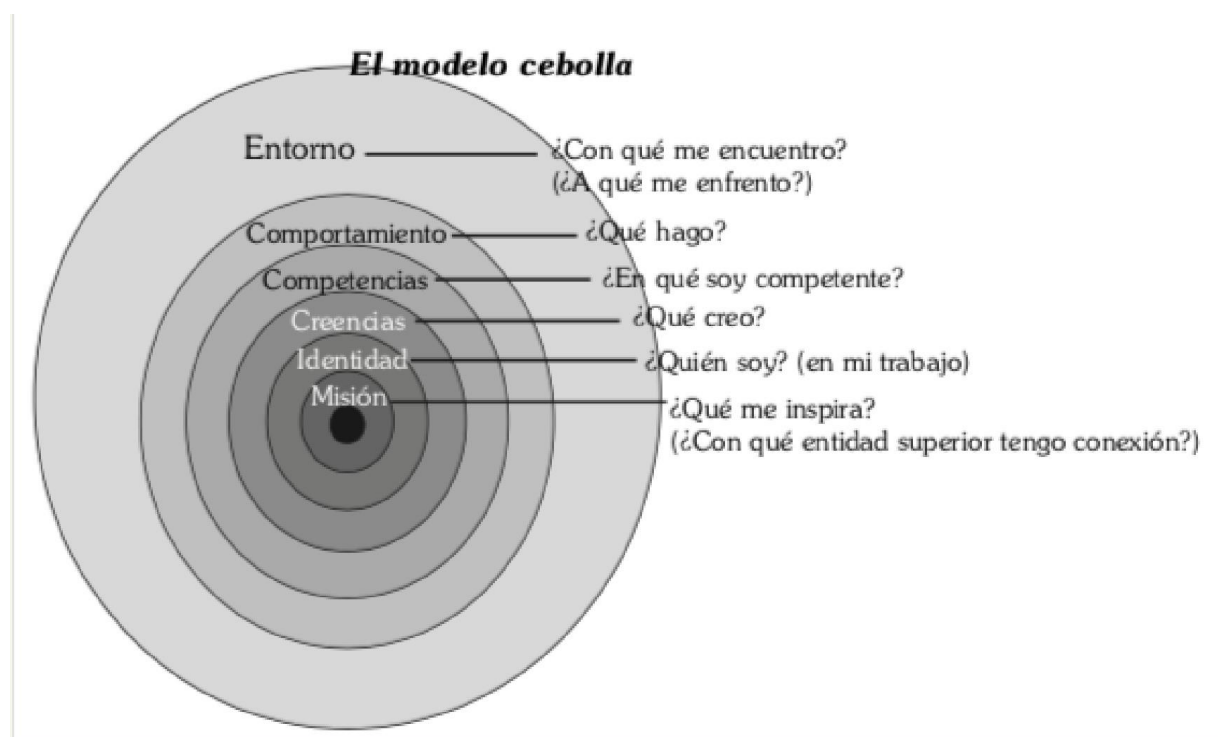 El modelo cebolla
Entorno ¿Con qué me encuentro?
(¿A qué me enfrento?)
Comportamiento ¿Qué hago?
Competencias ¿En qué soy competente?
Creencias ¿Qué creo?
Identidad ¿Quién soy? (en mi trabajo)
Misión ¿Qué me inspira?
(¿Con qué entidad superior tengo conexión?)